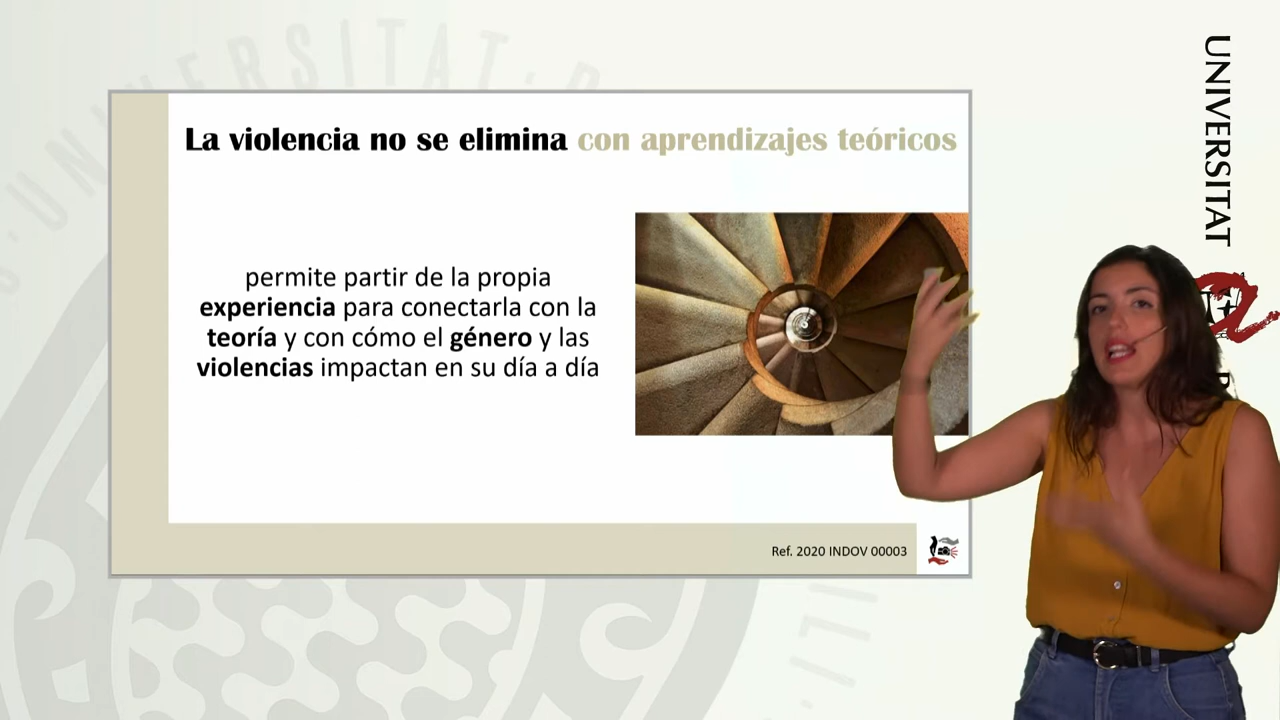 La violencia no se elimina con aprendizajes teóricos
permite partir de la propia
experiencia para conectarla con la
teoría y con cómo el género y las
violencias impactan en su día a día
Ref. 2020 INDOV 00003
UNIVERSITAT